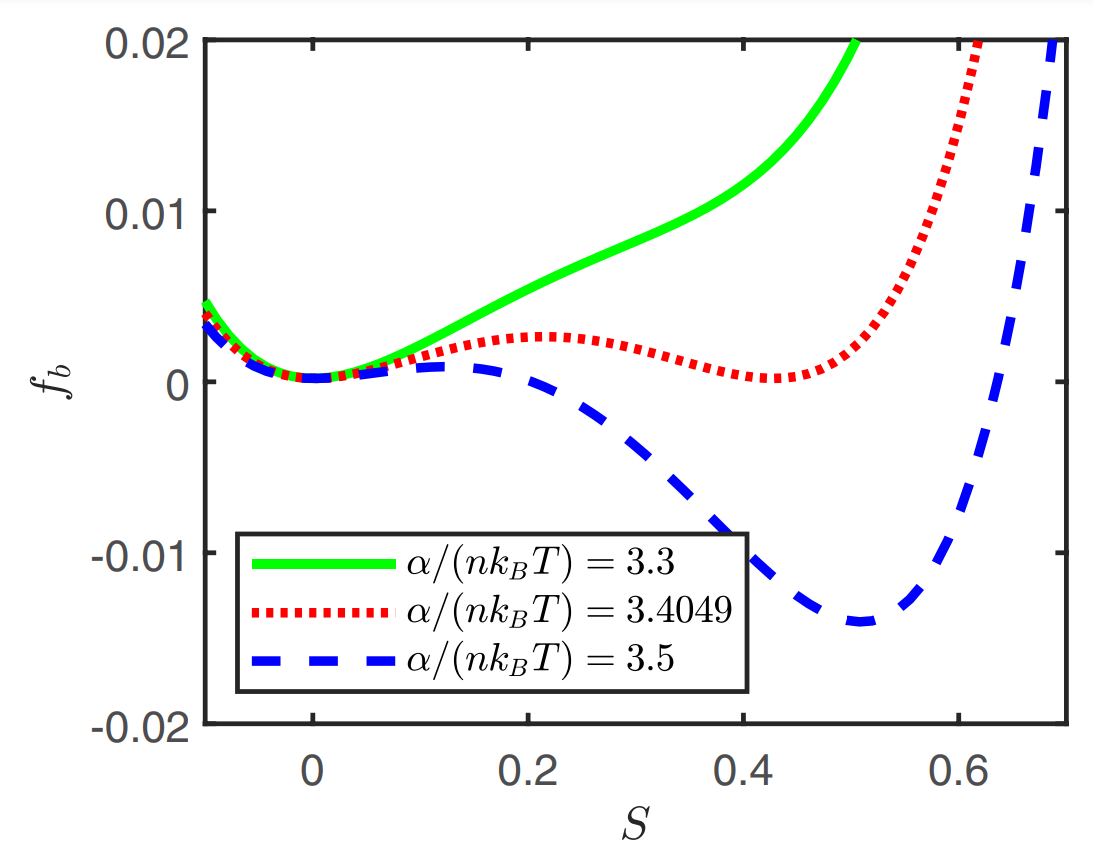 0.02
0.01
0
-0.01
-0.02
f_b
α/(nk_BT) = 3.3
α/(nk_BT) = 3.4049
α/(nk_BT) = 3.5
0 0.2 0.4 0.6
S